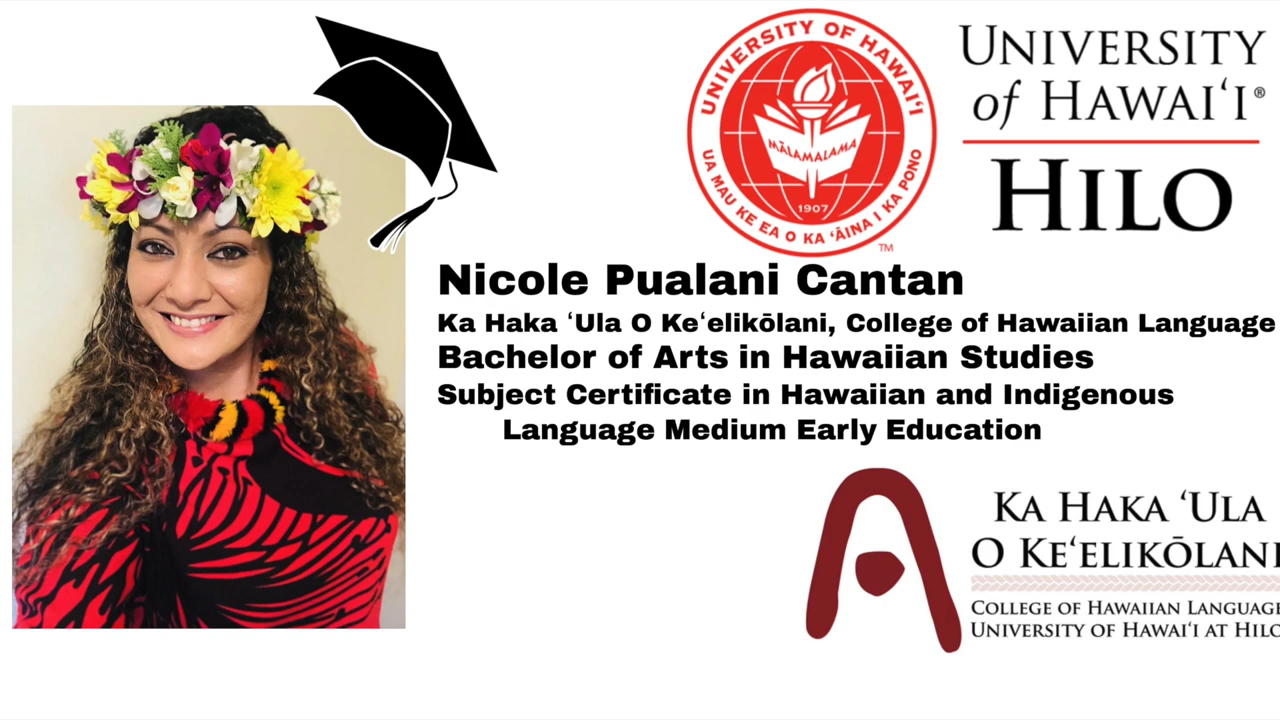 UNIVERSITY OF HAWAIʻI
MĀLAMALAMA
1907
UA MAU KE EA O KA ʻĀINA I KA PONO
TM
UNIVERSITY
of HAWAIʻI®
HILO
Nicole Pualani Cantan
Ka Haka ʻUla O Keʻelikōlani, College of Hawaiian Language
Bachelor of Arts in Hawaiian Studies
Subject Certificate in Hawaiian and Indigenous
Language Medium Early Education
KA HAKA ʻULA
O KEʻELIKŌLANI
COLLEGE OF HAWAIIAN LANGUAGE
UNIVERSITY OF HAWAIʻI AT HILO